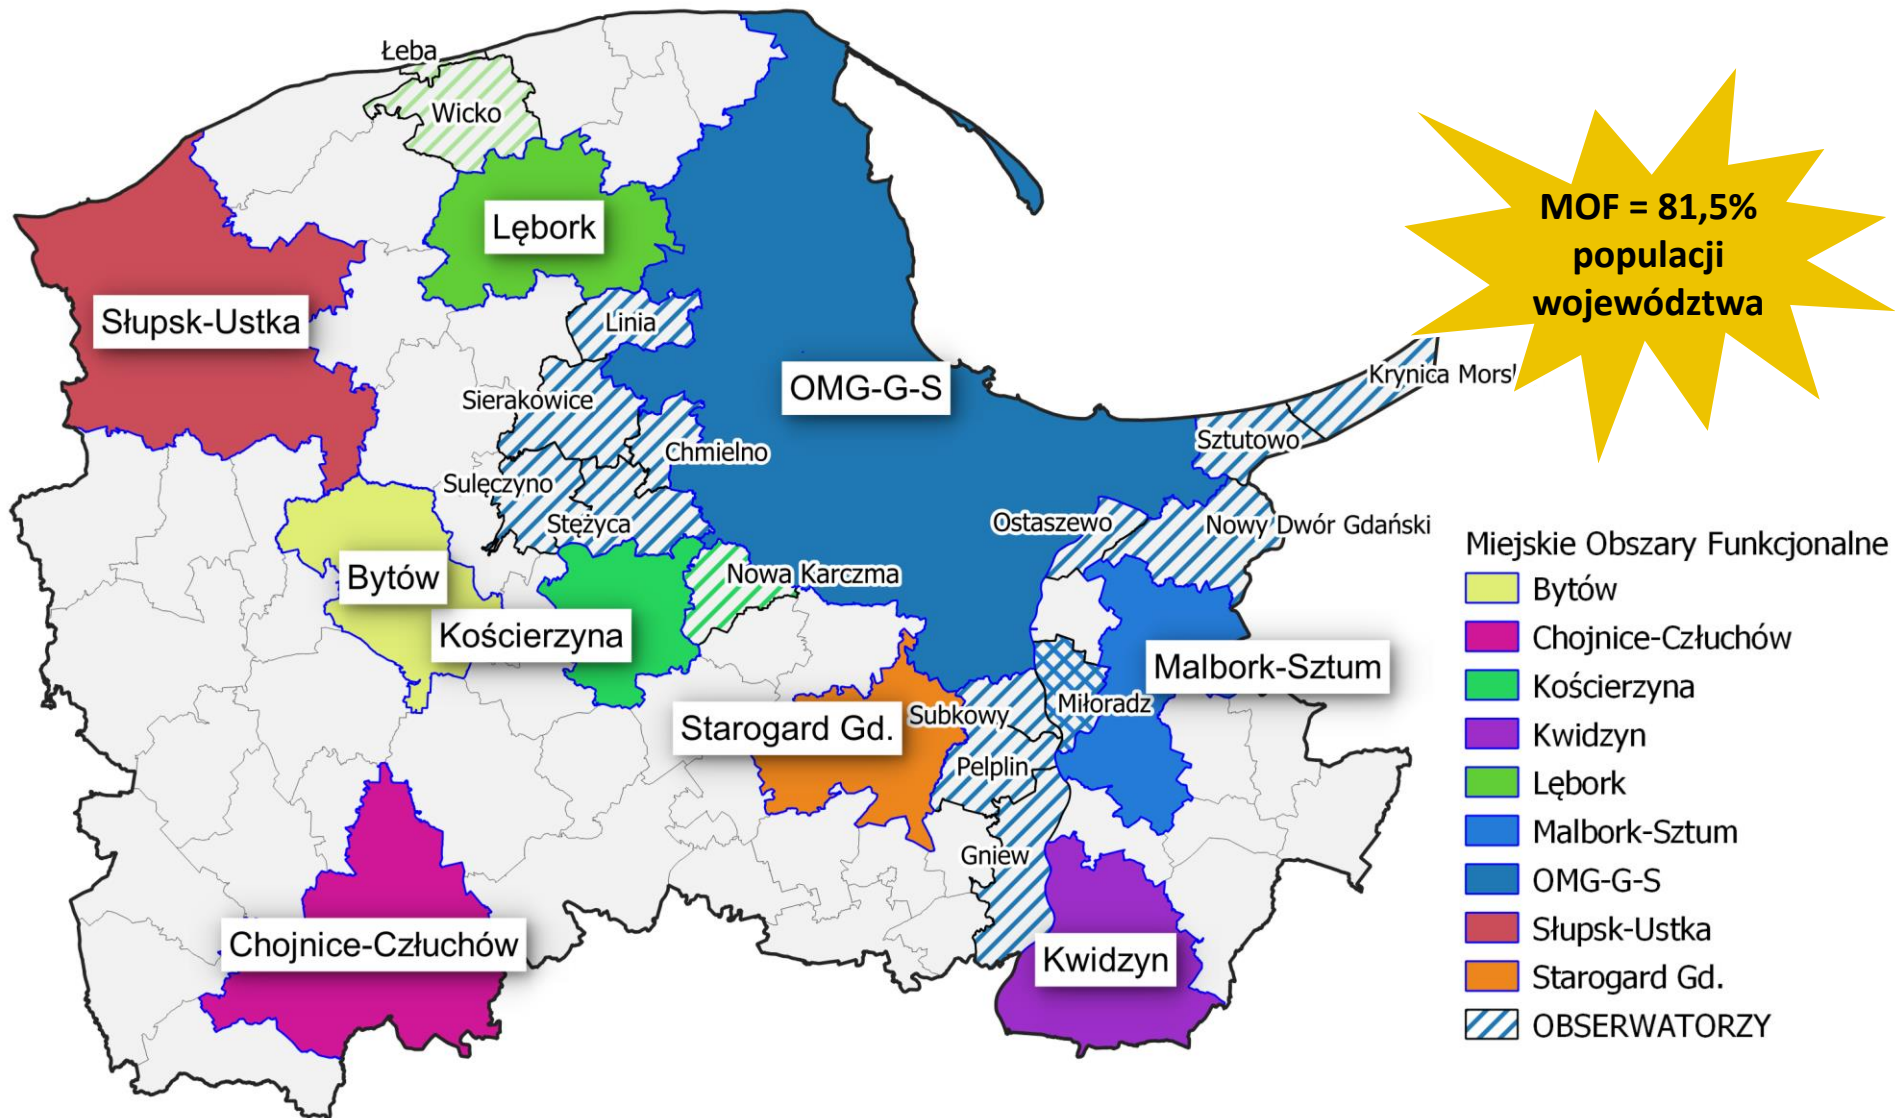 Łeba
Wicko
Lębork
Słupsk-Ustka
Linia
OMG-G-S
Sierakowice
Chmielno
Sulęczyno
Stężyca
Krynica Mors
Sztutowo
Ostaszewo
Nowy Dwór Gdański
Bytów
Nowa Karczma
Kościerzyna
Malbork-Sztum
Miłoradz
Subkowy
Starogard Gd.
Pelplin
Gniew
Chojnice-Człuchów
Kwidzyn
MOF = 81,5%
populacji
województwa
Miejskie Obszary Funkcjonalne
Bytów
Chojnice-Człuchów
Kościerzyna
Kwidzyn
Lębork
Malbork-Sztum
OMG-G-S
Słupsk-Ustka
Starogard Gd.
OBSERWATORZY